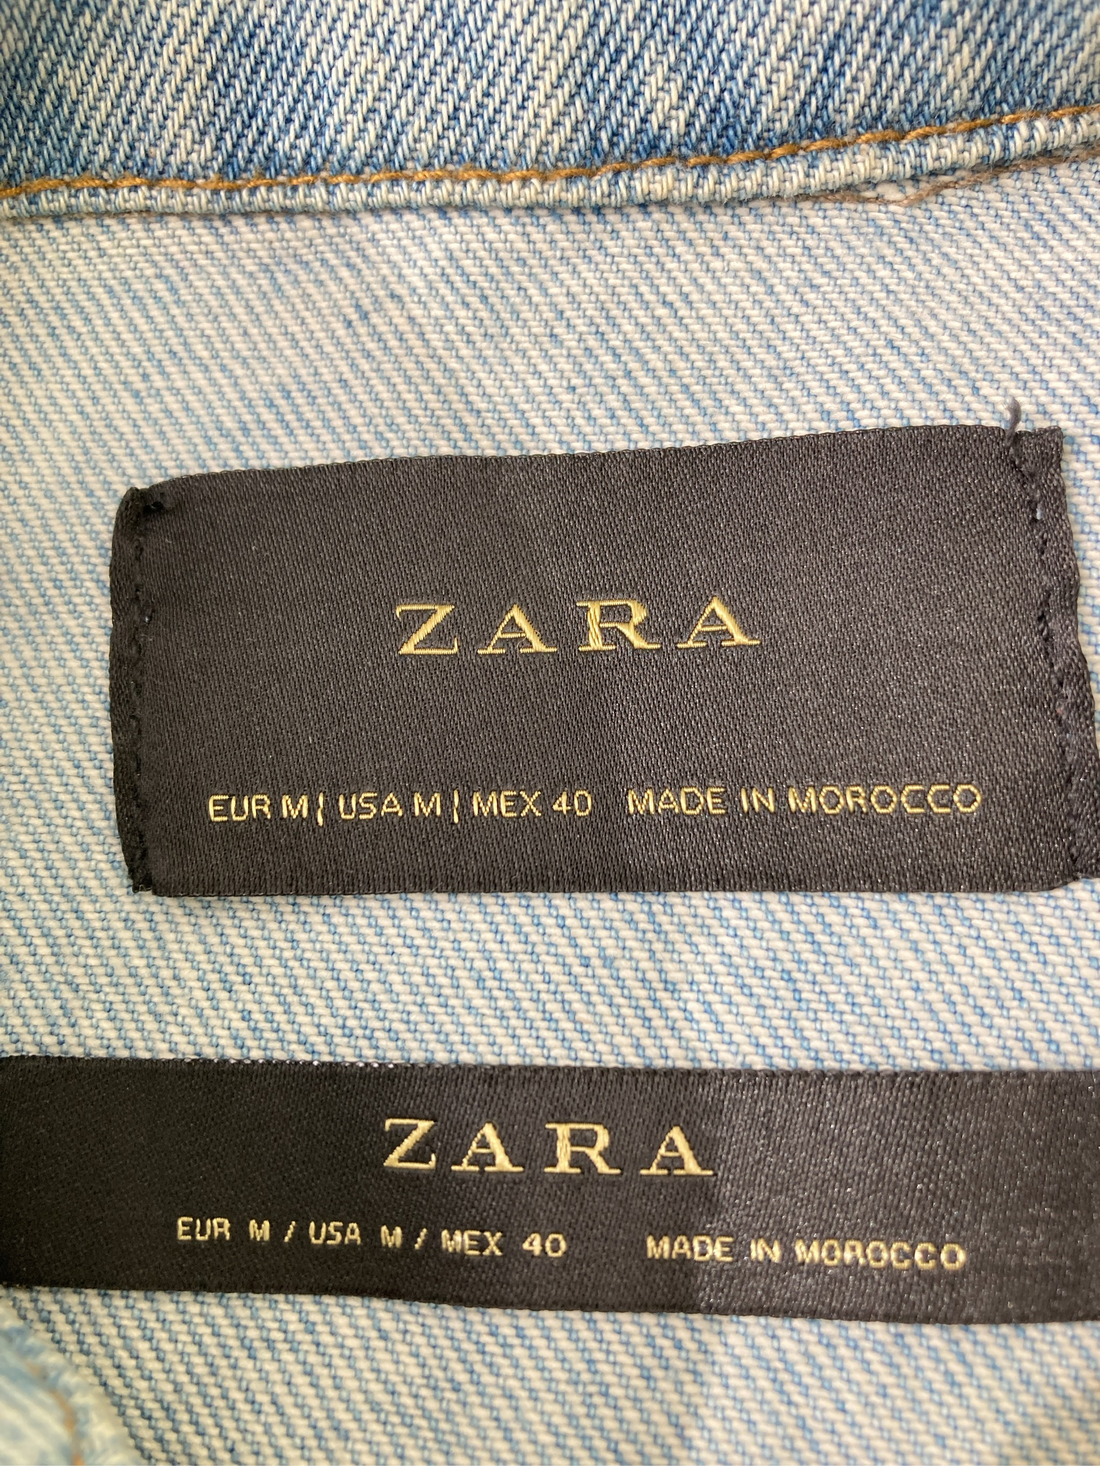 ZARA
EUR M | USA M | MEX 40 MADE IN MOROCCO
ZARA
EUR M / USA M / MEX 40 MADE IN MOROCCO